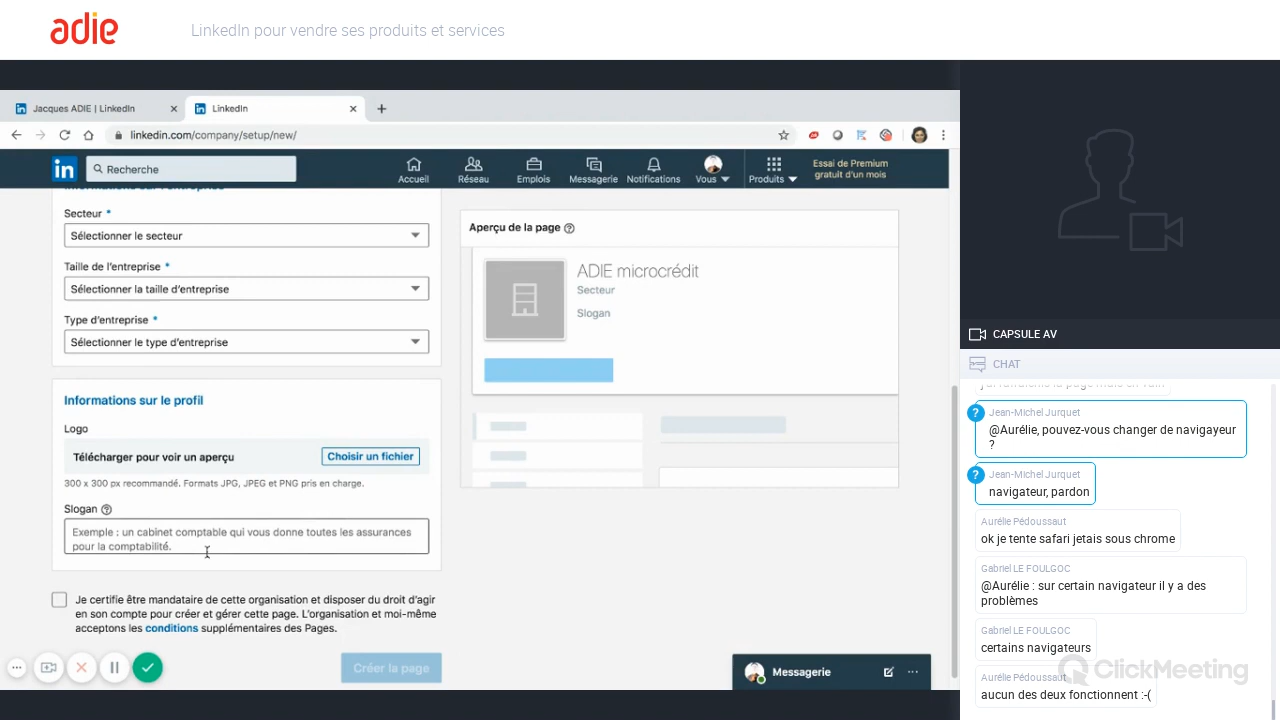 adie
LinkedIn pour vendre ses produits et services
Jacques ADIE | LinkedIn
LinkedIn
linkedin.com/company/setup/new/
in
Recherche
Accueil
Réseau
Emplois
Messagerie
Notifications
Vous
Produits
Essai de Premium
gratuit d'un mois
Informations sur l'entreprise
Secteur *
Sélectionner le secteur
Taille de l'entreprise *
Sélectionner la taille d'entreprise
Type d'entreprise *
Sélectionner le type d'entreprise
Informations sur le profil
Logo
Télécharger pour voir un aperçu
Choisir un fichier
300 x 300 px recommandé. Formats JPG, JPEG et PNG pris en charge.
Slogan
Exemple : un cabinet comptable qui vous donne toutes les assurances
pour la comptabilité.
Je certifie être mandataire de cette organisation et disposer du droit d'agir
en son compte pour créer et gérer cette page. L'organisation et moi-même
acceptons les conditions supplémentaires des Pages.
Créer la page
Aperçu de la page
ADIE microcrédit
Secteur
Slogan
Messagerie
CAPSULE AV
CHAT
Jean-Michel Jurquet
@Aurélie, pouvez-vous changer de navigayeur
?
Jean-Michel Jurquet
navigateur, pardon
Aurélie Pédoussaut
ok je tente safari jetais sous chrome
Gabriel LE FOULGOC
@Aurélie : sur certain navigateur il y a des
problèmes
Gabriel LE FOULGOC
certains navigateurs
Aurélie Pédoussaut
aucun des deux fonctionnent :-(
ClickMeeting